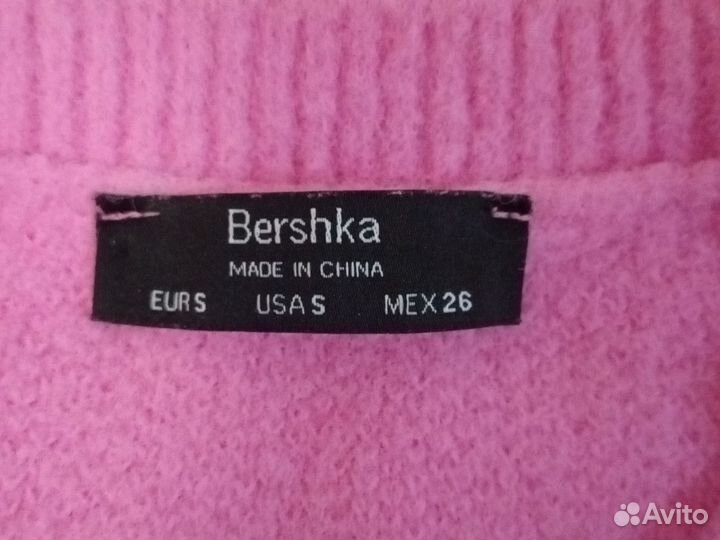 Bershka
MADE IN CHINA
EUR S USA S MEX 26
Avito